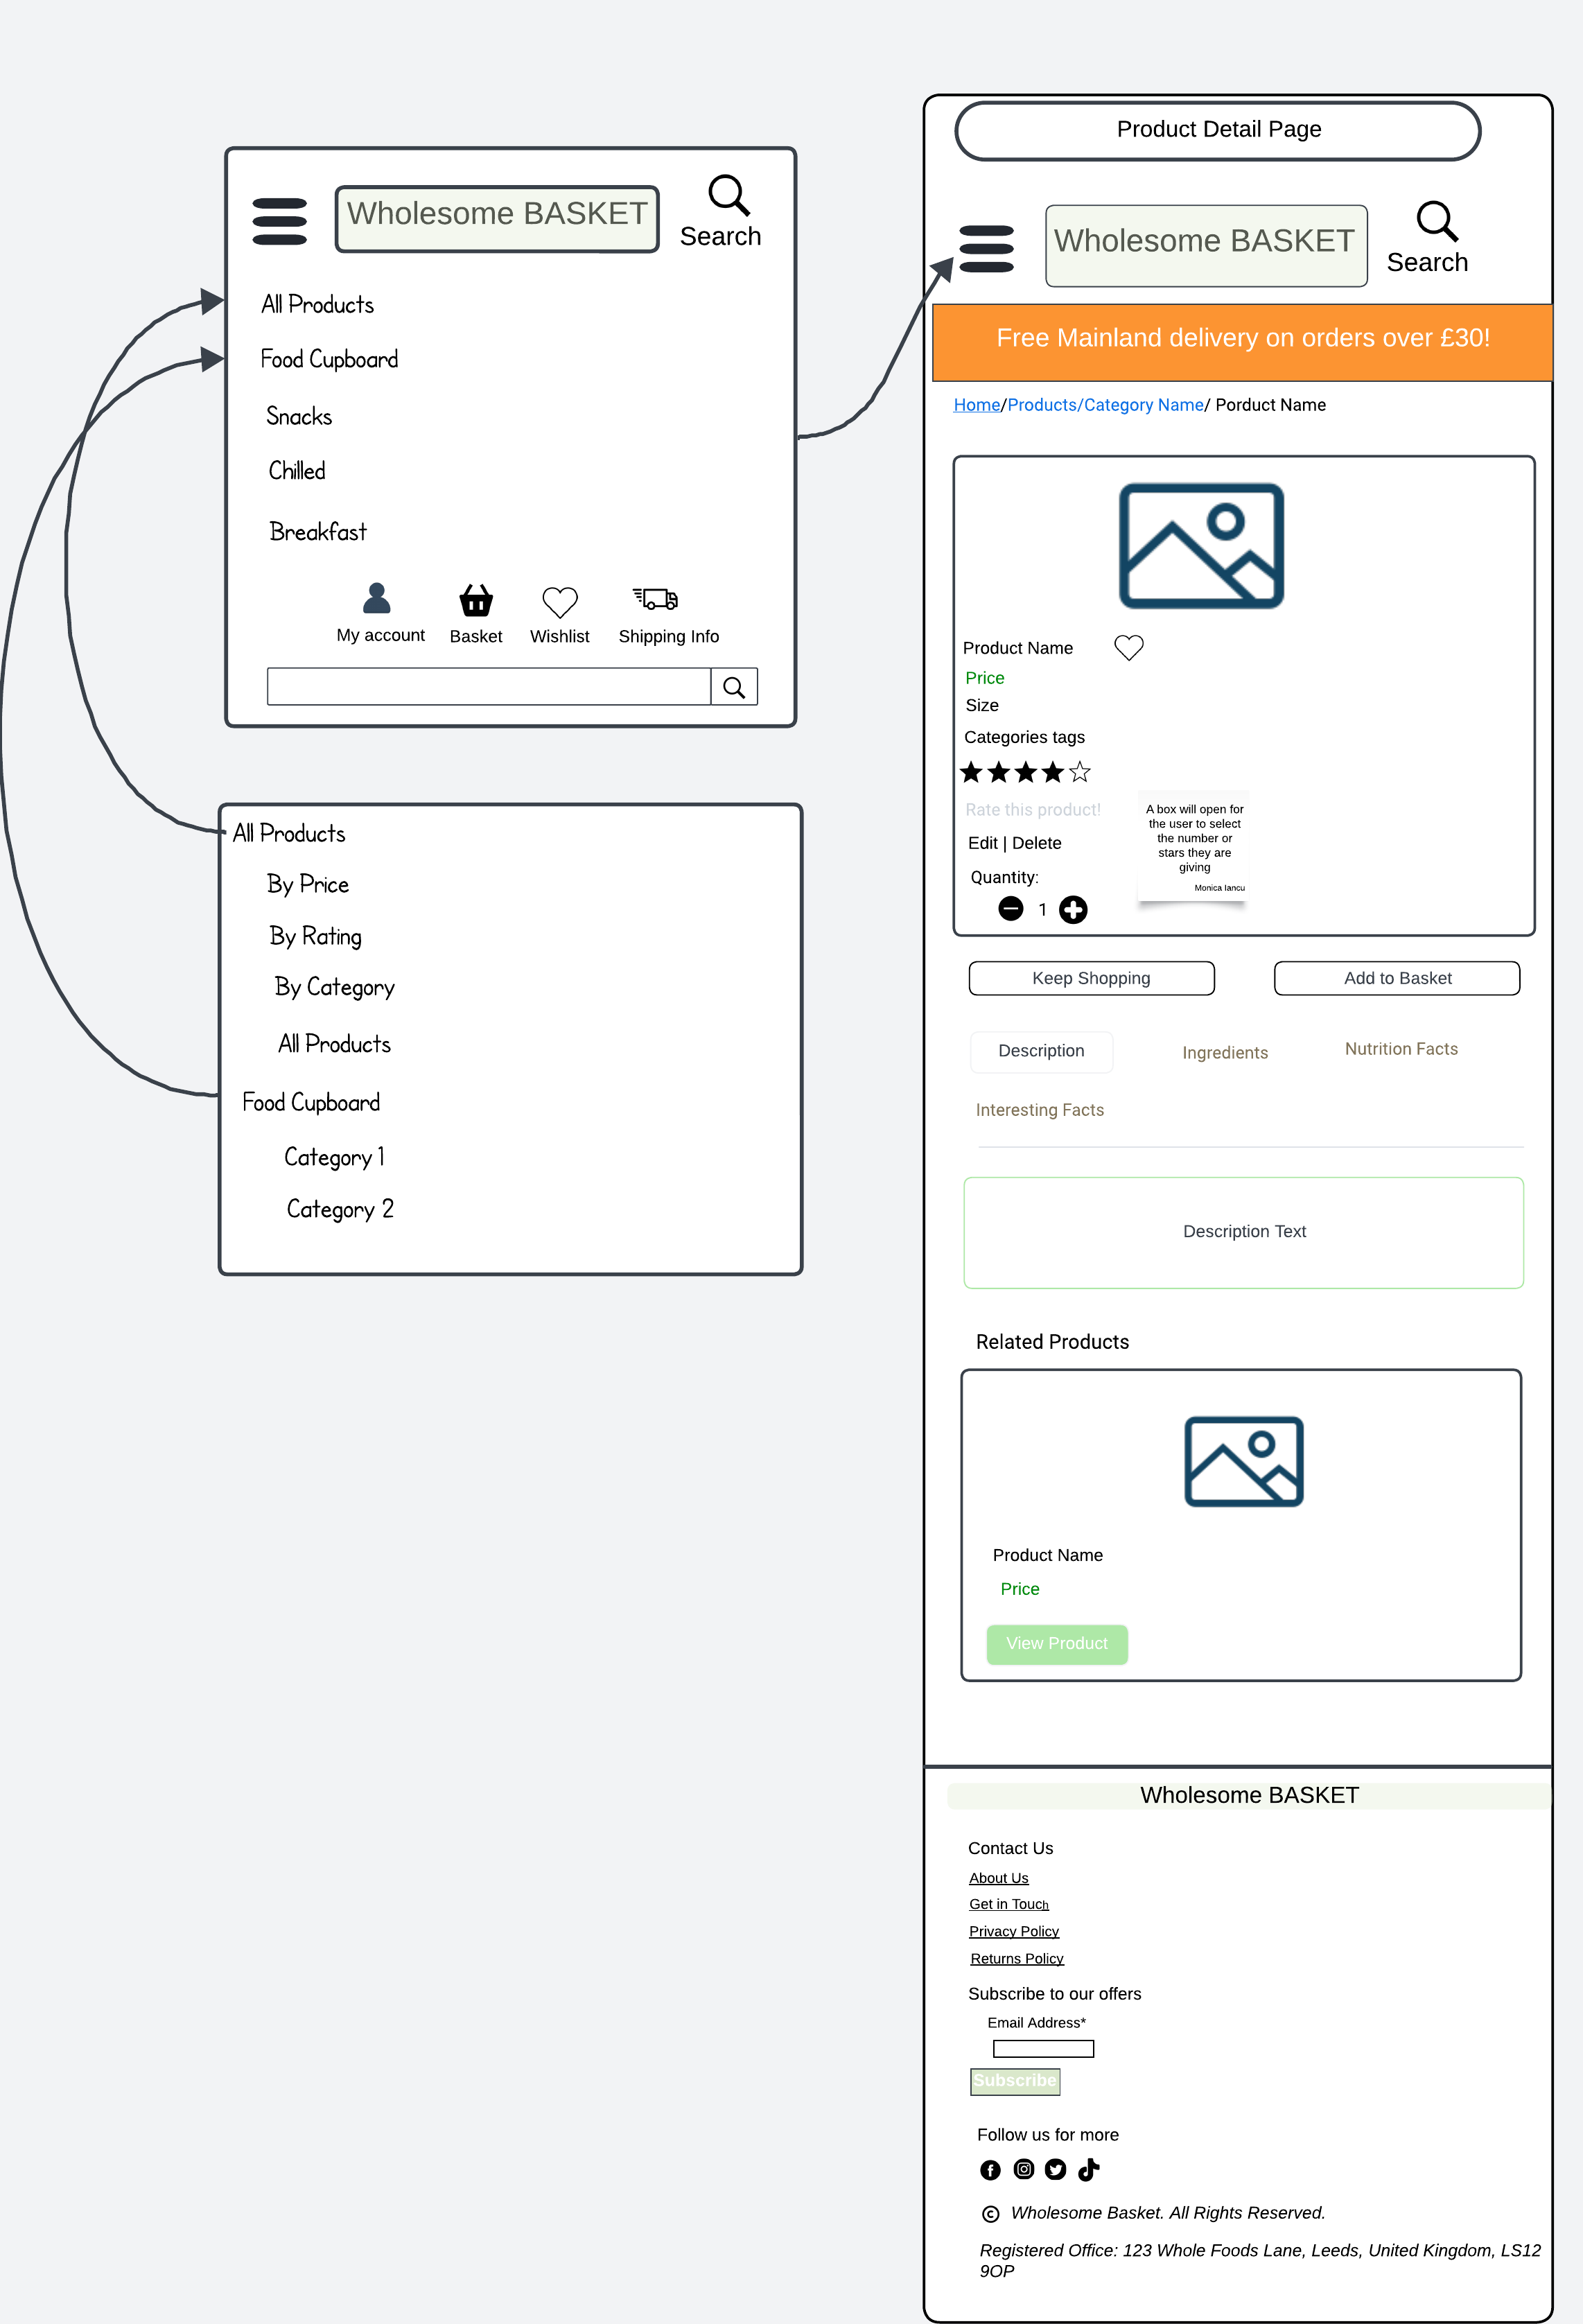 Wholesome BASKET
Search
All Products
Food Cupboard
Snacks
Chilled
Breakfast
My account
Basket
Wishlist
Shipping Info
All Products
By Price
By Rating
By Category
All Products
Food Cupboard
Category 1
Category 2
Product Detail Page
Wholesome BASKET
Search
Free Mainland delivery on orders over £30!
Home/Products/Category Name/ Porduct Name
Product Name
Price
Size
Categories tags
Rate this product!
A box will open for
the user to select
the number or
stars they are
giving
Monica Iancu
Edit | Delete
Quantity:
1
Keep Shopping
Add to Basket
Description
Ingredients
Nutrition Facts
Interesting Facts
Description Text
Related Products
Product Name
Price
View Product
Wholesome BASKET
Contact Us
About Us
Get in Touch
Privacy Policy
Returns Policy
Subscribe to our offers
Email Address*
Subscribe
Follow us for more
© Wholesome Basket. All Rights Reserved.
Registered Office: 123 Whole Foods Lane, Leeds, United Kingdom, LS12
9OP